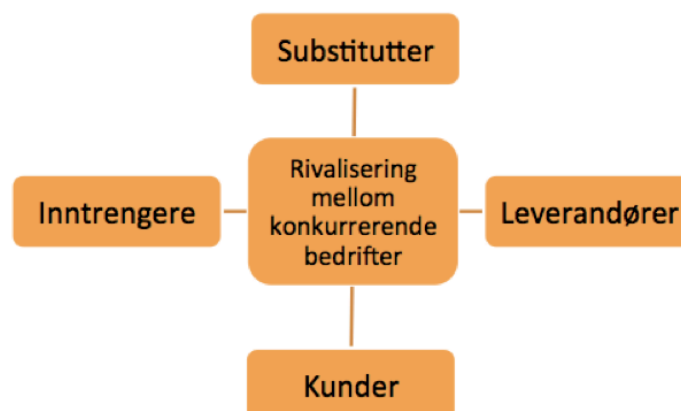 Substitutter
Inntrengere
Rivalisering
mellom
konkurrerende
bedrifter
Leverandører
Kunder